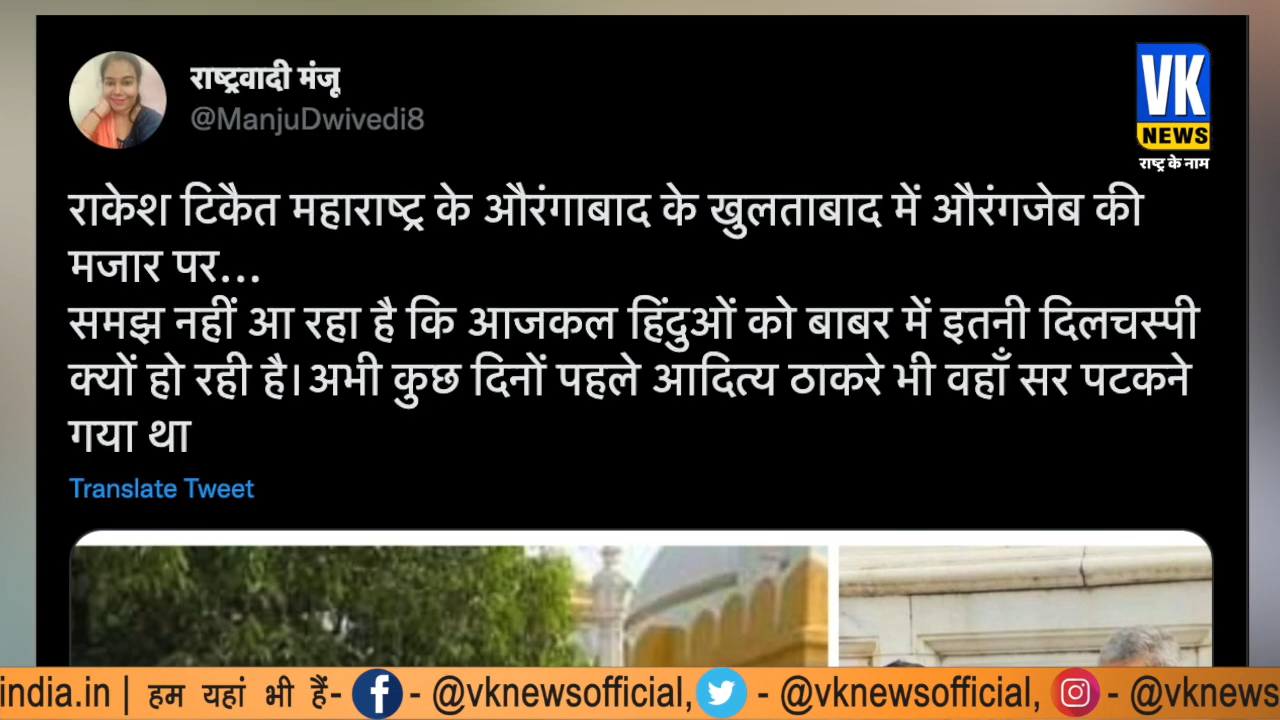 राष्ट्रवादी मंजू
@ManjuDwivedi8
VK
NEWS
राष्ट्र के नाम
राकेश टिकैत महाराष्ट्र के औरंगाबाद के खुलताबाद में औरंगजेब की
मजार पर...
समझ नहीं आ रहा है कि आजकल हिंदुओं को बाबर में इतनी दिलचस्पी
क्यों हो रही है।अभी कुछ दिनों पहले आदित्य ठाकरे भी वहाँ सर पटकने
गया था
Translate Tweet
india.in | हम यहां भी हैं- - @vknewsofficial, - @vknewsofficial, - @vknews